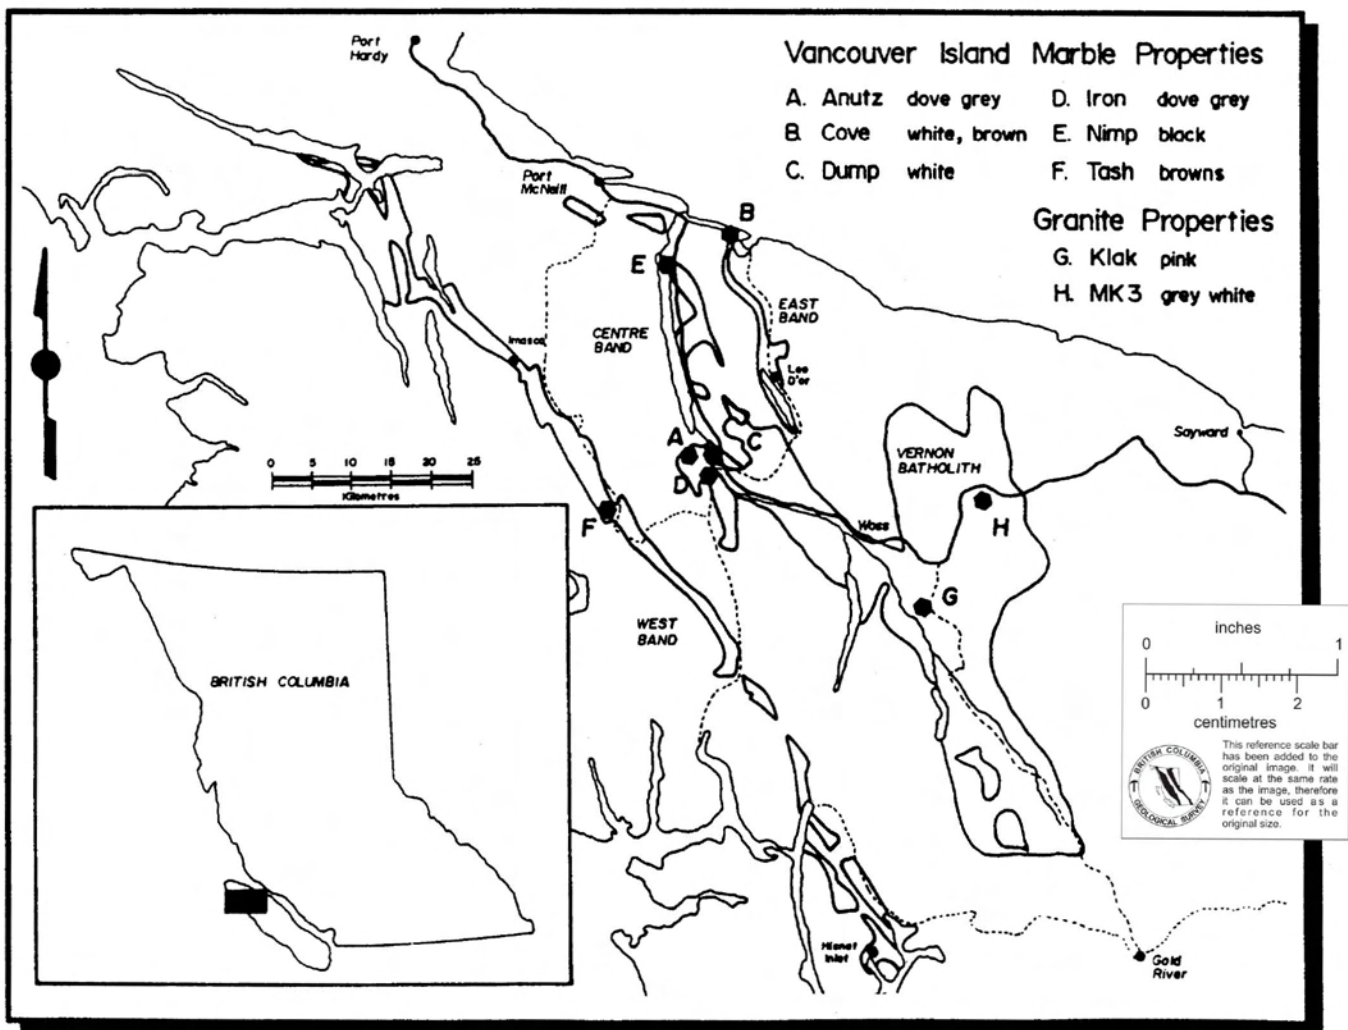 Vancouver Island Marble Properties
A. Anutz dove grey D. Iron dove grey
B. Cove white, brown E. Nimp black
C. Dump white F. Tash browns
Granite Properties
G. Klak pink
H. MK3 grey white
Port
Hardy
Port
McNeill
B
E
EAST
BAND
CENTRE
BAND
Imasco
Lee
D'or
A
C
D
Sayward
VERNON
BATHOLITH
H
Woss
F
G
WEST
BAND
0 5 10 15 20 25
Kilometres
BRITISH COLUMBIA
Hisnet
Inlet
Gold
River
inches
0 1
0 1 2
centimetres
BRITISH COLUMBIA
GEOLOGICAL SURVEY
This reference scale bar
has been added to the
original image. It will
scale at the same rate
as the image, therefore
it can be used as a
reference for the
original size.